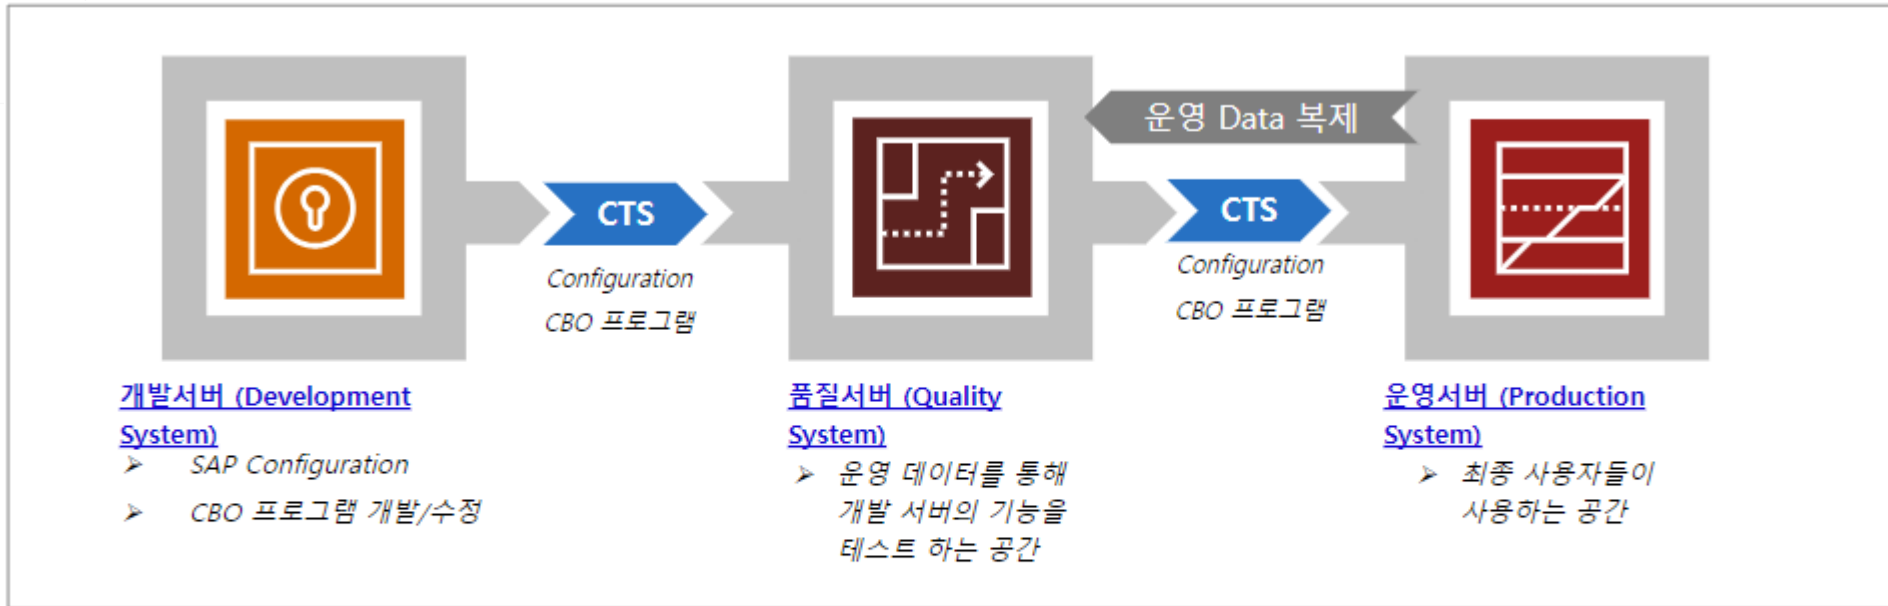 운영 Data 복제
CTS
CTS
Configuration
CBO 프로그램
Configuration
CBO 프로그램
개발서버 (Development
System)
➢ SAP Configuration
➢ CBO 프로그램 개발/수정
품질서버 (Quality
System)
➢ 운영 데이터를 통해
개발 서버의 기능을
테스트 하는 공간
운영서버 (Production
System)
➢ 최종 사용자들이
사용하는 공간